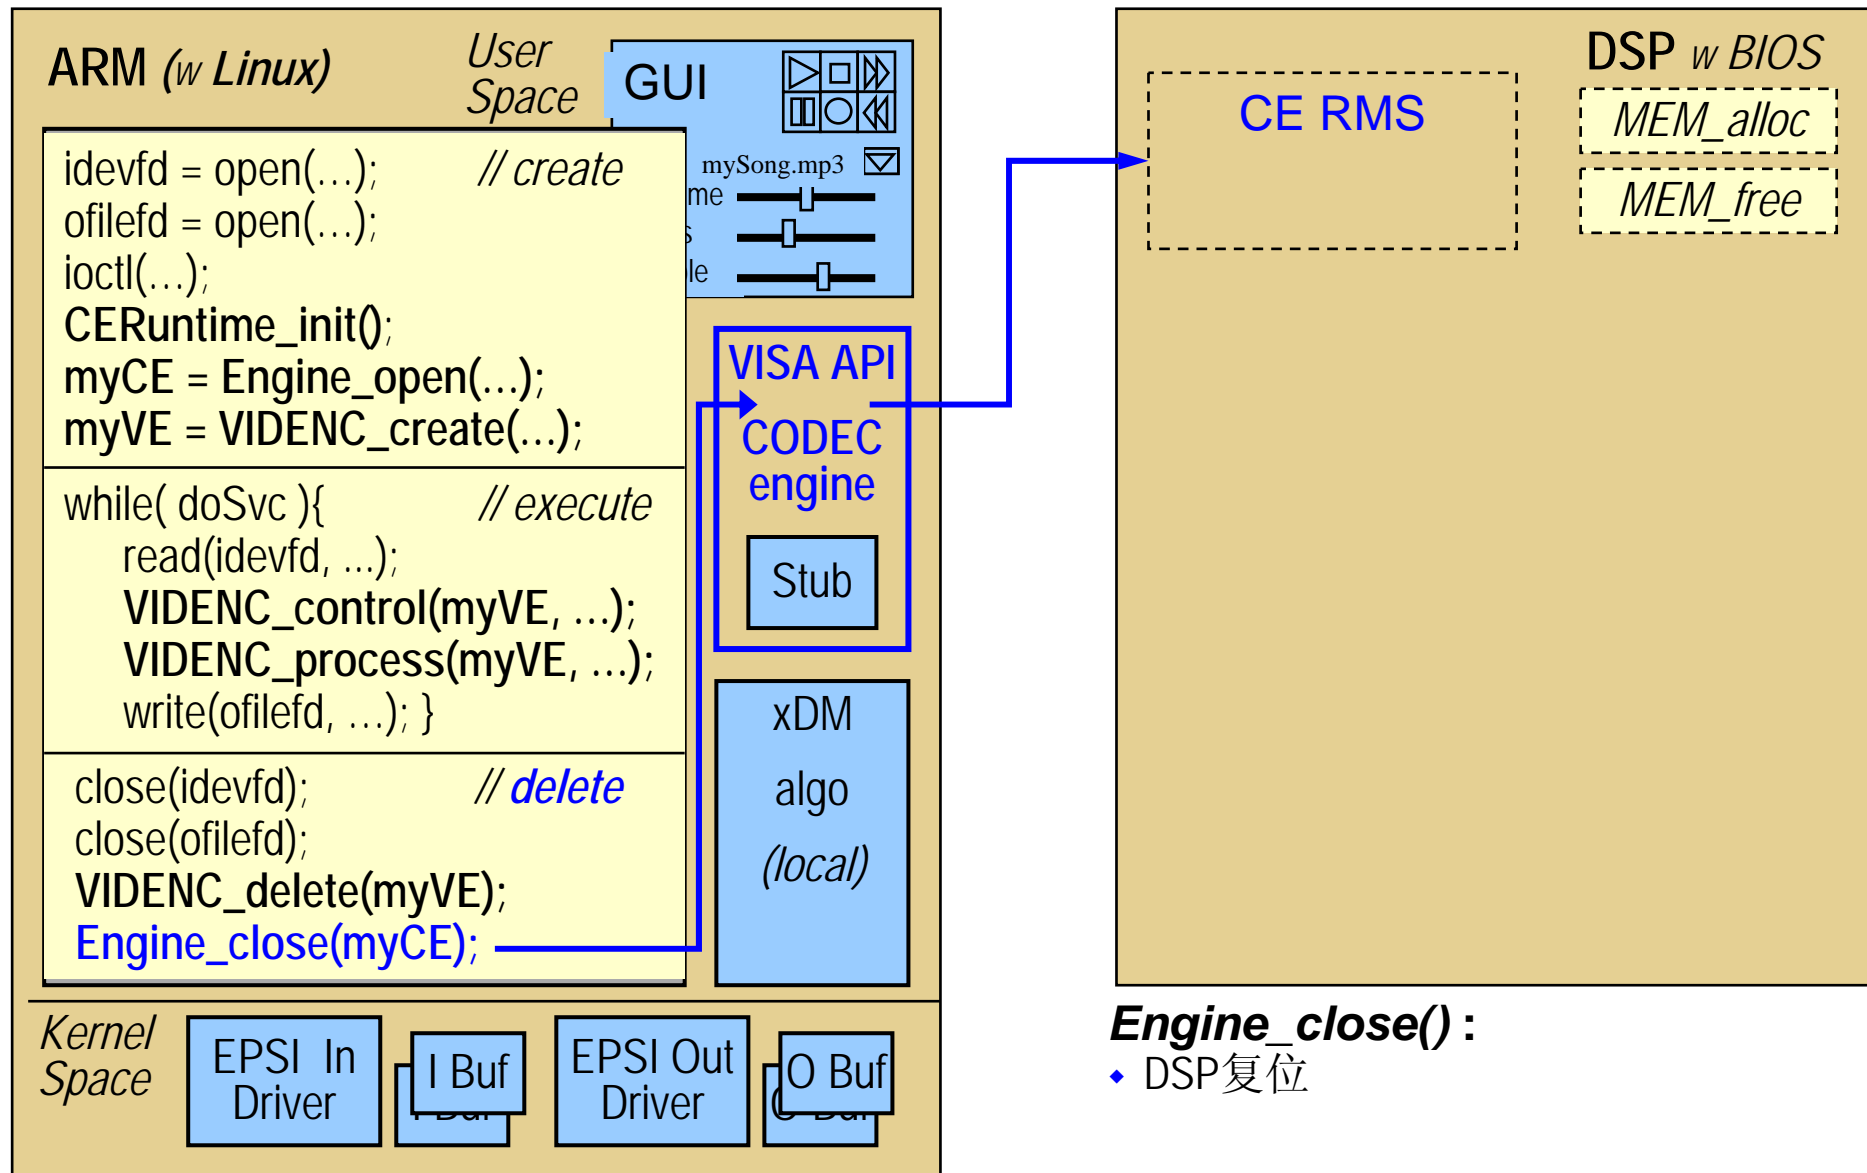 ARM (w Linux)
User
Space
GUI
mySong.mp3
me
s
le
idevfd = open(…); // create
ofilefd = open(…);
ioctl(…);
CERuntime_init();
myCE = Engine_open(…);
myVE = VIDENC_create(…);
while( doSvc ){ // execute
read(idevfd, ...);
VIDENC_control(myVE, …);
VIDENC_process(myVE, …);
write(ofilefd, …); }
close(idevfd); // delete
close(ofilefd);
VIDENC_delete(myVE);
Engine_close(myCE);
VISA API
CODEC
engine
Stub
xDM
algo
(local)
Kernel
Space
EPSI In
Driver
I Buf
I Buf
EPSI Out
Driver
O Buf
O Buf
DSP w BIOS
CE RMS
MEM_alloc
MEM_free
Engine_close() :
DSP复位